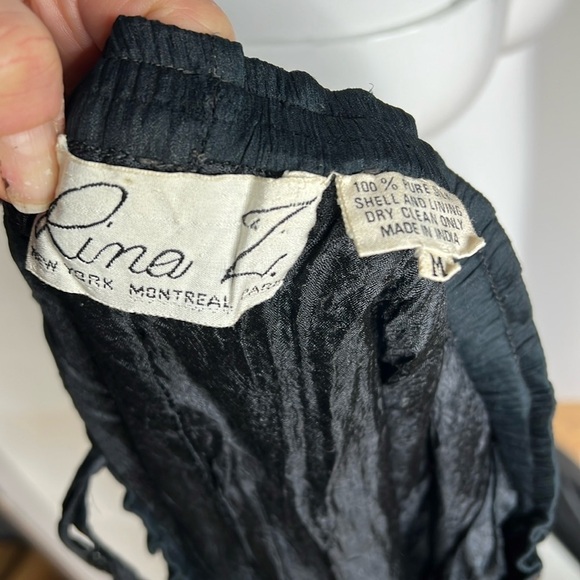 Rina Z.
NEW YORK MONTREAL PARIS
100% PURE SILK
SHELL AND LINING
DRY CLEAN ONLY
MADE IN INDIA
M